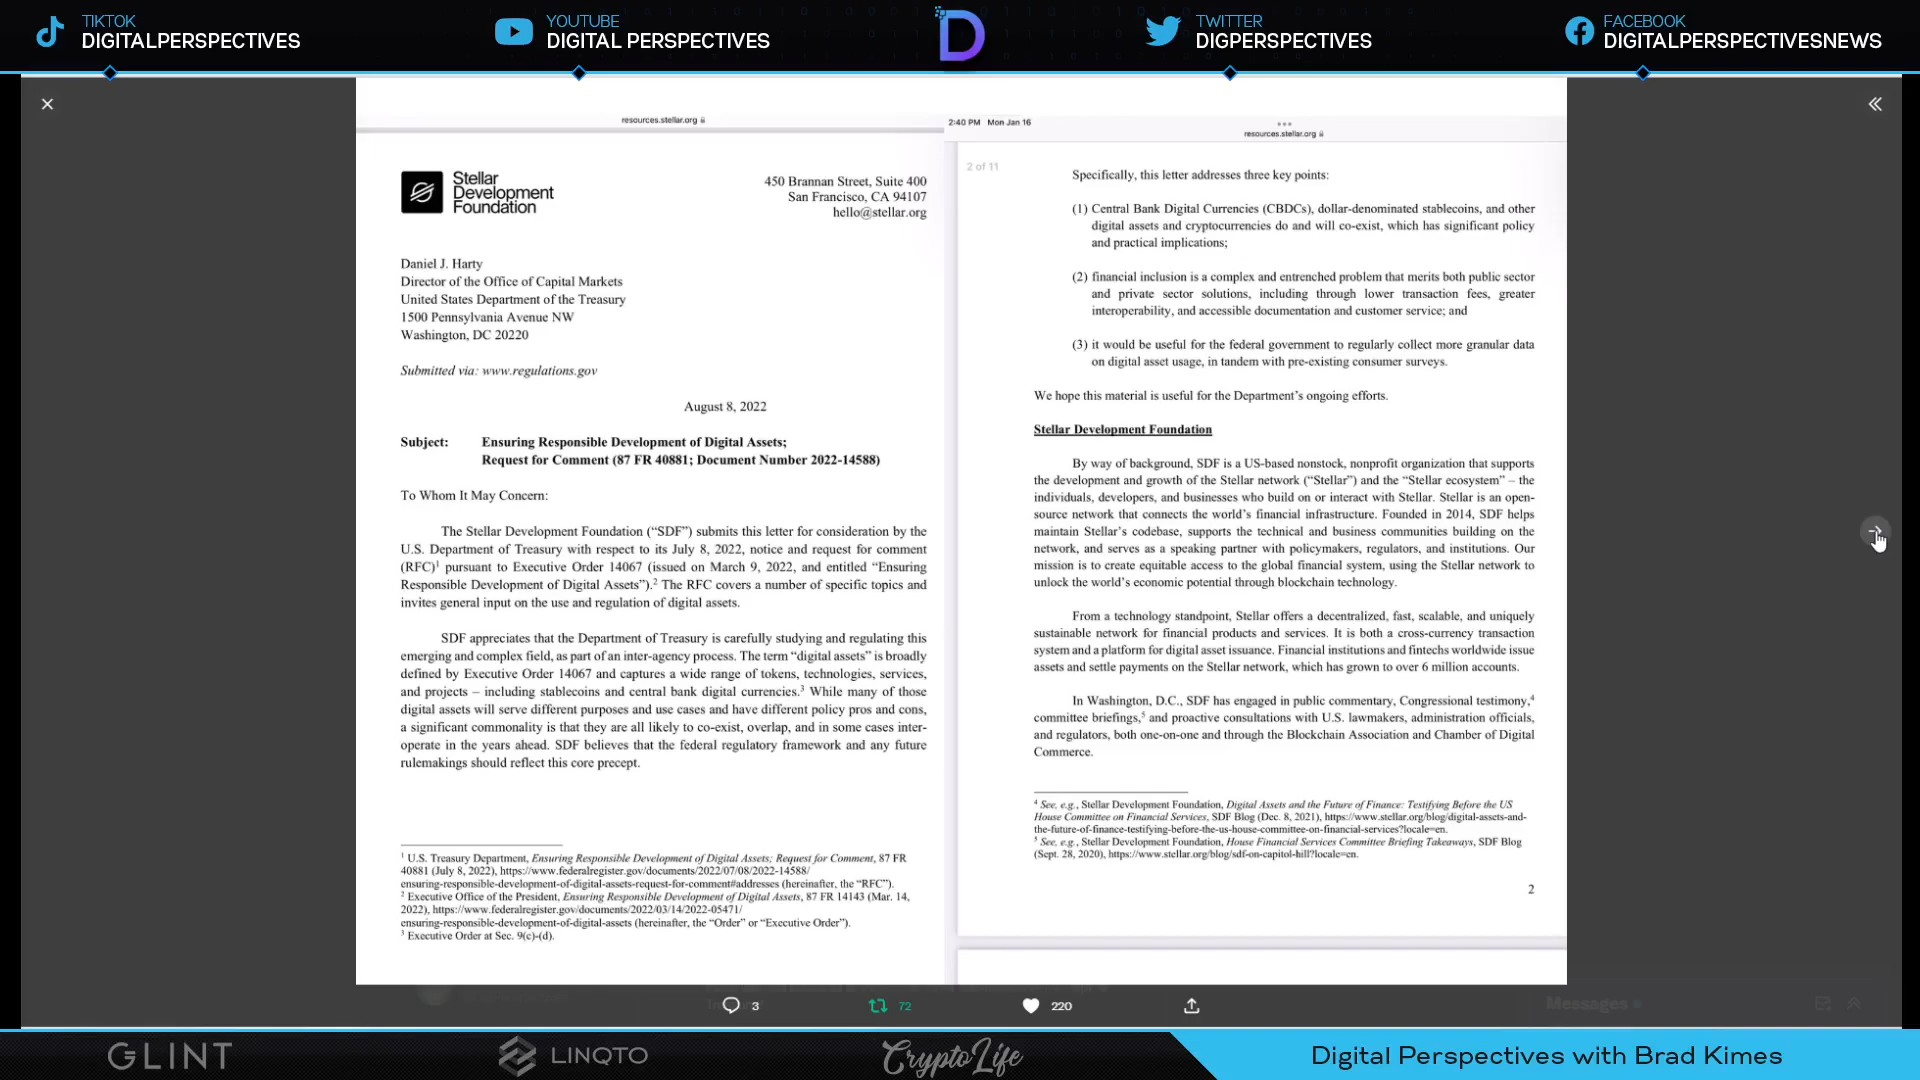 TIKTOK
DIGITALPERSPECTIVES
YOUTUBE
DIGITAL PERSPECTIVES
TWITTER
DIGPERSPECTIVES
FACEBOOK
DIGITALPERSPECTIVESNEWS
resources.stellar.org
Stellar
Development
Foundation
450 Brannan Street, Suite 400
San Francisco, CA 94107
hello@stellar.org
Daniel J. Harty
Director of the Office of Capital Markets
United States Department of the Treasury
1500 Pennsylvania Avenue NW
Washington, DC 20220
Submitted via: www.regulations.gov
August 8, 2022
Subject: Ensuring Responsible Development of Digital Assets;
Request for Comment (87 FR 40881; Document Number 2022-14588)
To Whom It May Concern:
The Stellar Development Foundation (“SDF”) submits this letter for consideration by the
U.S. Department of Treasury with respect to its July 8, 2022, notice and request for comment
(RFC)1 pursuant to Executive Order 14067 (issued on March 9, 2022, and entitled “Ensuring
Responsible Development of Digital Assets”).2 The RFC covers a number of specific topics and
invites general input on the use and regulation of digital assets.
SDF appreciates that the Department of Treasury is carefully studying and regulating this
emerging and complex field, as part of an inter-agency process. The term “digital assets” is broadly
defined by Executive Order 14067 and captures a wide range of tokens, technologies, services,
and projects – including stablecoins and central bank digital currencies.3 While many of those
digital assets will serve different purposes and use cases and have different policy pros and cons,
a significant commonality is that they are all likely to co-exist, overlap, and in some cases inter-
operate in the years ahead. SDF believes that the federal regulatory framework and any future
rulemakings should reflect this core precept.
1 U.S. Treasury Department, Ensuring Responsible Development of Digital Assets; Request for Comment, 87 FR
40881 (July 8, 2022), https://www.federalregister.gov/documents/2022/07/08/2022-14588/
ensuring-responsible-development-of-digital-assets-request-for-comment#addresses (hereinafter, the “RFC”).
2 Executive Office of the President, Ensuring Responsible Development of Digital Assets, 87 FR 14143 (Mar. 14,
2022), https://www.federalregister.gov/documents/2022/03/14/2022-05471/
ensuring-responsible-development-of-digital-assets (hereinafter, the “Order” or “Executive Order”).
3 Executive Order at Sec. 9(c)-(d).
2:40 PM Mon Jan 16
resources.stellar.org
2 of 11
Specifically, this letter addresses three key points:
(1) Central Bank Digital Currencies (CBDCs), dollar-denominated stablecoins, and other
digital assets and cryptocurrencies do and will co-exist, which has significant policy
and practical implications;
(2) financial inclusion is a complex and entrenched problem that merits both public sector
and private sector solutions, including through lower transaction fees, greater
interoperability, and accessible documentation and customer service; and
(3) it would be useful for the federal government to regularly collect more granular data
on digital asset usage, in tandem with pre-existing consumer surveys.
We hope this material is useful for the Department’s ongoing efforts.
Stellar Development Foundation
By way of background, SDF is a US-based nonstock, nonprofit organization that supports
the development and growth of the Stellar network (“Stellar”) and the “Stellar ecosystem” – the
individuals, developers, and businesses who build on or interact with Stellar. Stellar is an open-
source network that connects the world’s financial infrastructure. Founded in 2014, SDF helps
maintain Stellar’s codebase, supports the technical and business communities building on the
network, and serves as a speaking partner with policymakers, regulators, and institutions. Our
mission is to create equitable access to the global financial system, using the Stellar network to
unlock the world’s economic potential through blockchain technology.
From a technology standpoint, Stellar offers a decentralized, fast, scalable, and uniquely
sustainable network for financial products and services. It is both a cross-currency transaction
system and a platform for digital asset issuance. Financial institutions and fintechs worldwide issue
assets and settle payments on the Stellar network, which has grown to over 6 million accounts.
In Washington, D.C., SDF has engaged in public commentary, Congressional testimony,4
committee briefings,5 and proactive consultations with U.S. lawmakers, administration officials,
and regulators, both one-on-one and through the Blockchain Association and Chamber of Digital
Commerce.
4 See, e.g., Stellar Development Foundation, Digital Assets and the Future of Finance: Testifying Before the US
House Committee on Financial Services, SDF Blog (Dec. 8, 2021), https://www.stellar.org/blog/digital-assets-and-
the-future-of-finance-testifying-before-the-us-house-committee-on-financial-services?locale=en.
5 See, e.g., Stellar Development Foundation, House Financial Services Committee Briefing Takeaways, SDF Blog
(Sept. 28, 2020), https://www.stellar.org/blog/sdf-on-capitol-hill?locale=en.
2
3
72
220
Messages
GLINT
LINQTO
CryptoLife
Digital Perspectives with Brad Kimes